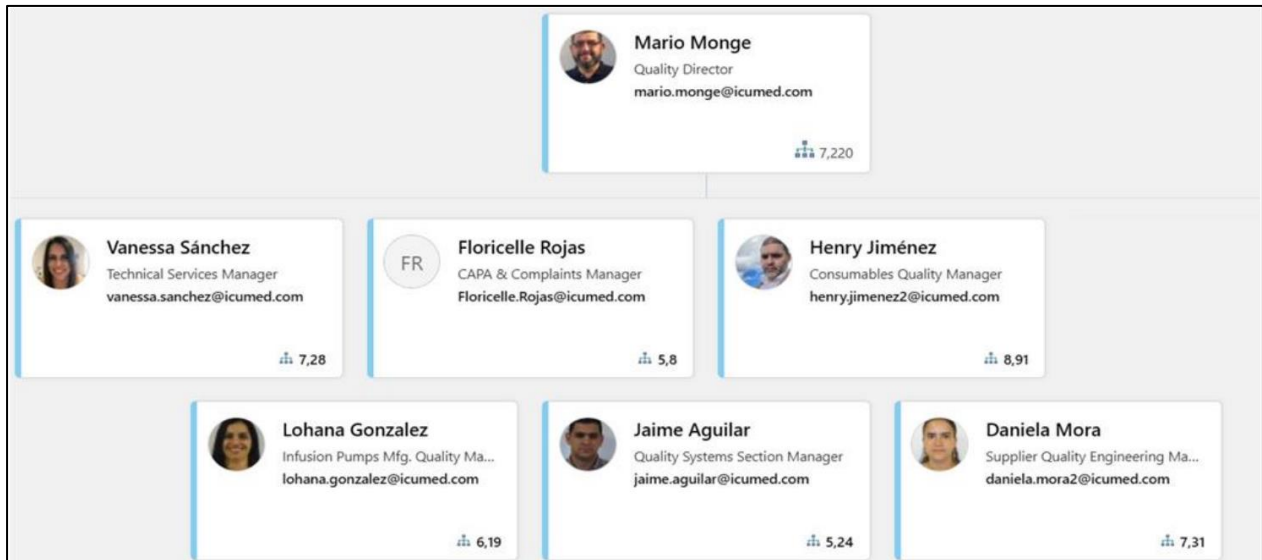 Mario Monge
Quality Director
mario.monge@icumed.com
7,220
Vanessa Sánchez
Technical Services Manager
vanessa.sanchez@icumed.com
7,28
FR
Floricelle Rojas
CAPA & Complaints Manager
Floricelle.Rojas@icumed.com
5,8
Henry Jiménez
Consumables Quality Manager
henry.jimenez2@icumed.com
8,91
Lohana Gonzalez
Infusion Pumps Mfg. Quality Ma...
lohana.gonzalez@icumed.com
6,19
Jaime Aguilar
Quality Systems Section Manager
jaime.aguilar@icumed.com
5,24
Daniela Mora
Supplier Quality Engineering Ma...
daniela.mora2@icumed.com
7,31